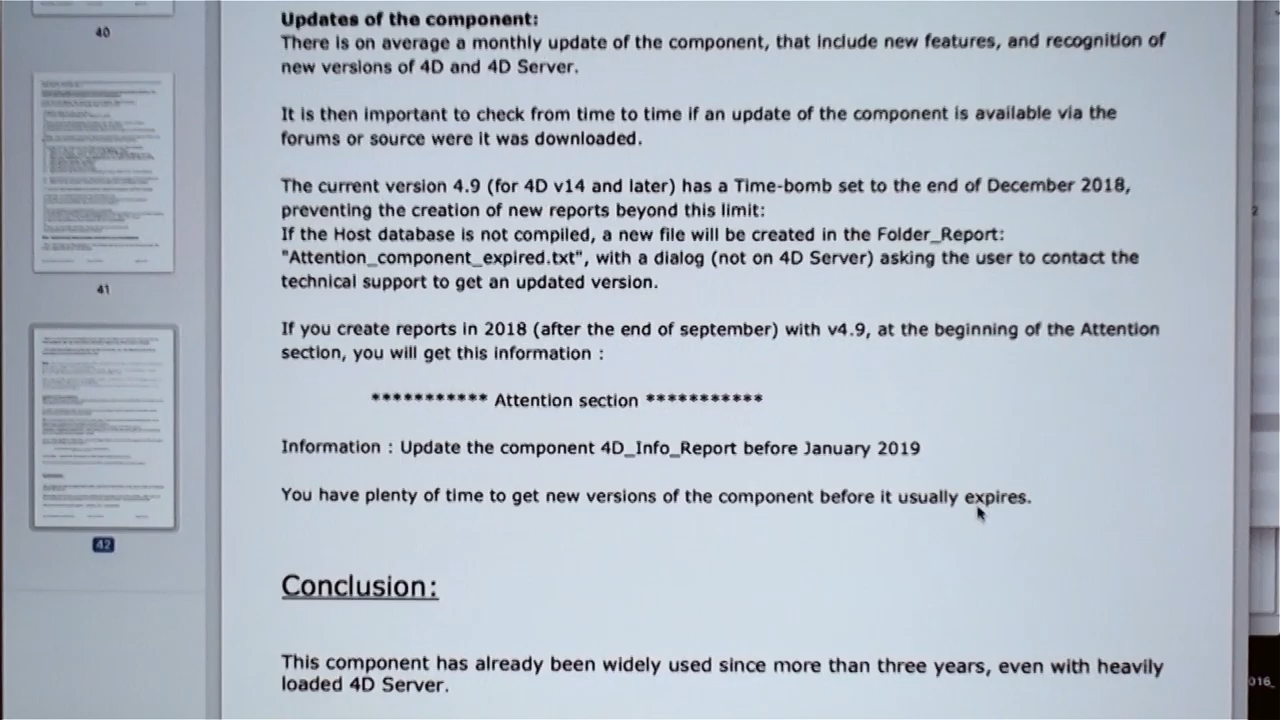 40
41
42
Updates of the component:
There is on average a monthly update of the component, that include new features, and recognition of
new versions of 4D and 4D Server.
It is then important to check from time to time if an update of the component is available via the
forums or source were it was downloaded.
The current version 4.9 (for 4D v14 and later) has a Time-bomb set to the end of December 2018,
preventing the creation of new reports beyond this limit:
If the Host database is not compiled, a new file will be created in the Folder_Report:
"Attention_component_expired.txt", with a dialog (not on 4D Server) asking the user to contact the
technical support to get an updated version.
If you create reports in 2018 (after the end of september) with v4.9, at the beginning of the Attention
section, you will get this information :
*********** Attention section ***********
Information : Update the component 4D_Info_Report before January 2019
You have plenty of time to get new versions of the component before it usually expires.
Conclusion:
This component has already been widely used since more than three years, even with heavily
loaded 4D Server.
2
016_